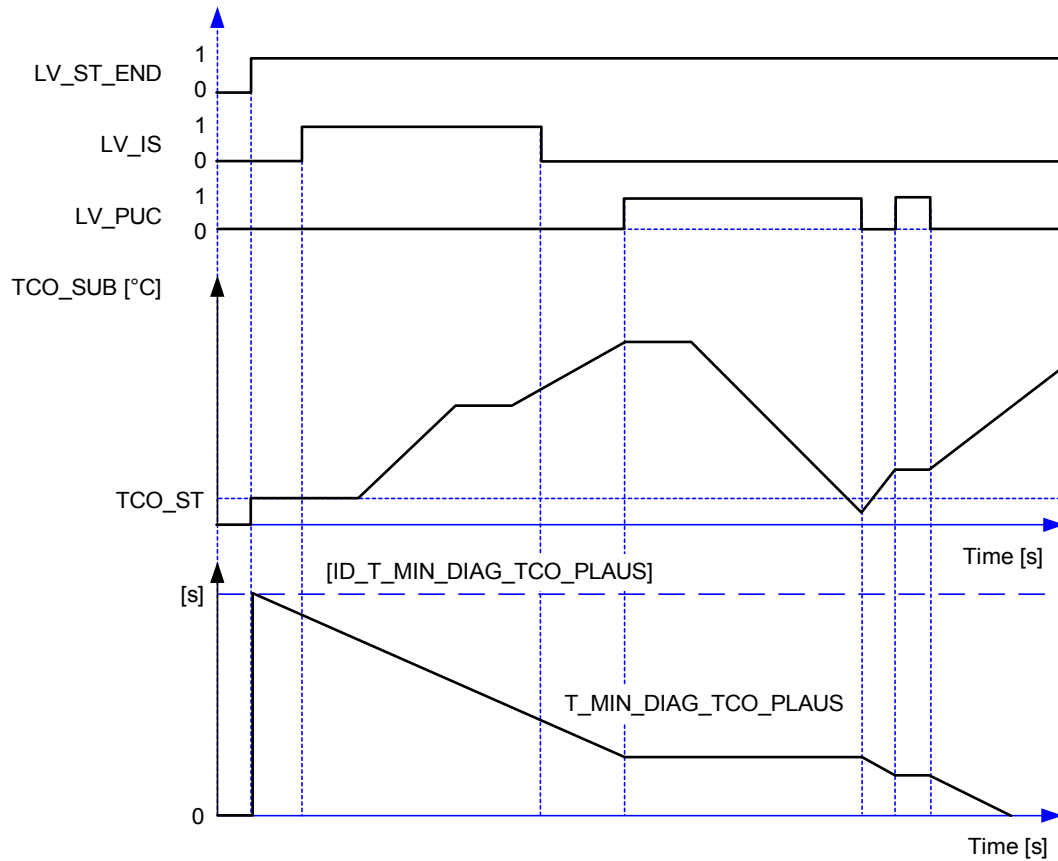 1
LV_ST_END
0
1
LV_IS
0
1
LV_PUC
0
TCO_SUB [°C]
TCO_ST
Time [s]
[ID_T_MIN_DIAG_TCO_PLAUS]
[s]
T_MIN_DIAG_TCO_PLAUS
0
Time [s]